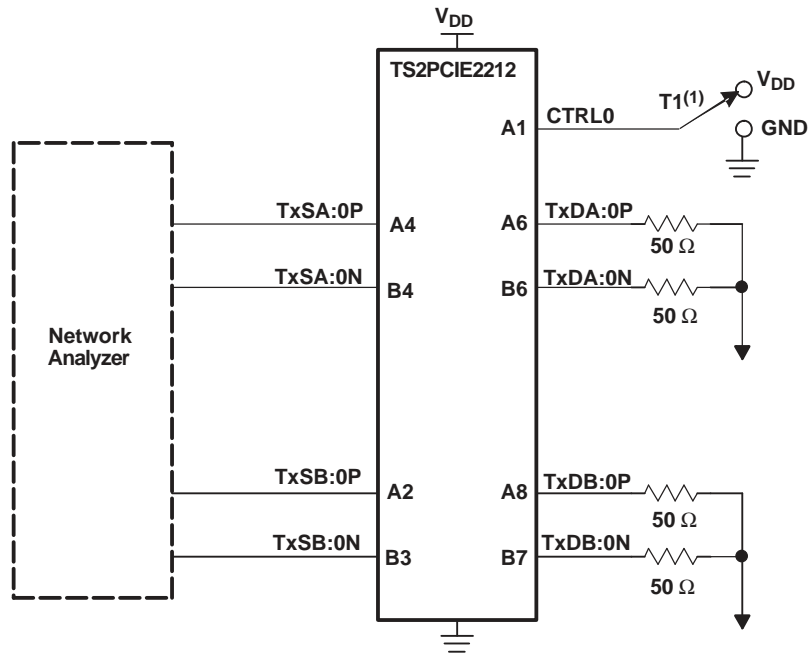 VDD
TS2PCIE2212
VDD
T1(1)
A1 CTRL0
GND
TxSA:0P A4 A6 TxDA:0P
50 Ω
TxSA:0N B4 B6 TxDA:0N
50 Ω
Network
Analyzer
TxSB:0P A2 A8 TxDB:0P
50 Ω
TxSB:0N B3 B7 TxDB:0N
50 Ω